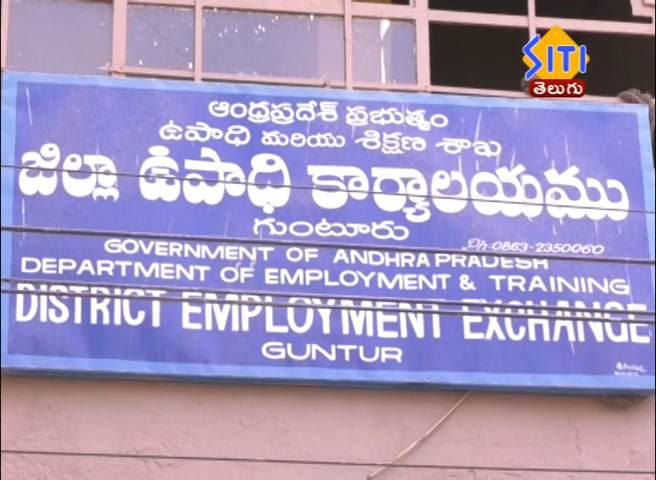 SITI
తెలుగు
ఆంధ్రప్రదేశ్ ప్రభుత్వం
ఉపాధి మరియు శిక్షణ శాఖ
జిల్లా ఉపాధి కార్యాలయము
గుంటూరు
Ph: 0863-2350060
GOVERNMENT OF ANDHRA PRADESH
DEPARTMENT OF EMPLOYMENT & TRAINING
DISTRICT EMPLOYMENT EXCHANGE
GUNTUR